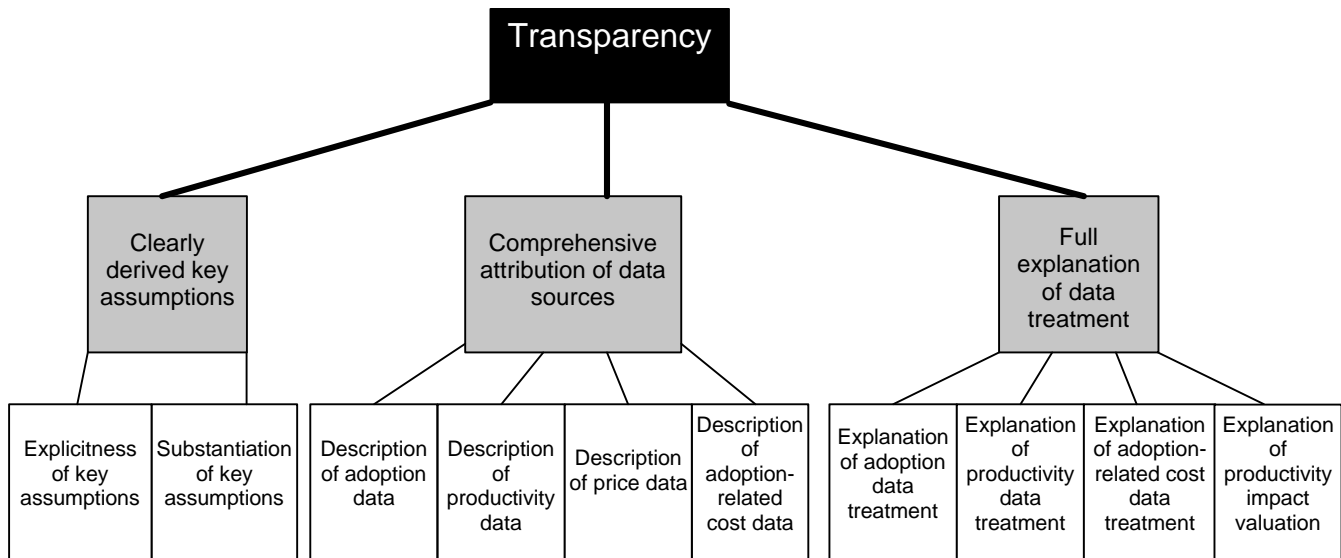 Transparency
Clearly
derived key
assumptions
Comprehensive
attribution of data
sources
Full
explanation
of data
treatment
Explicitness
of key
assumptions
Substantiation
of key
assumptions
Description
of adoption
data
Description
of
productivity
data
Description
of price data
Description
of
adoption-
related
cost data
Explanation
of adoption
data
treatment
Explanation
of
productivity
data
treatment
Explanation
of adoption-
related cost
data
treatment
Explanation
of
productivity
impact
valuation